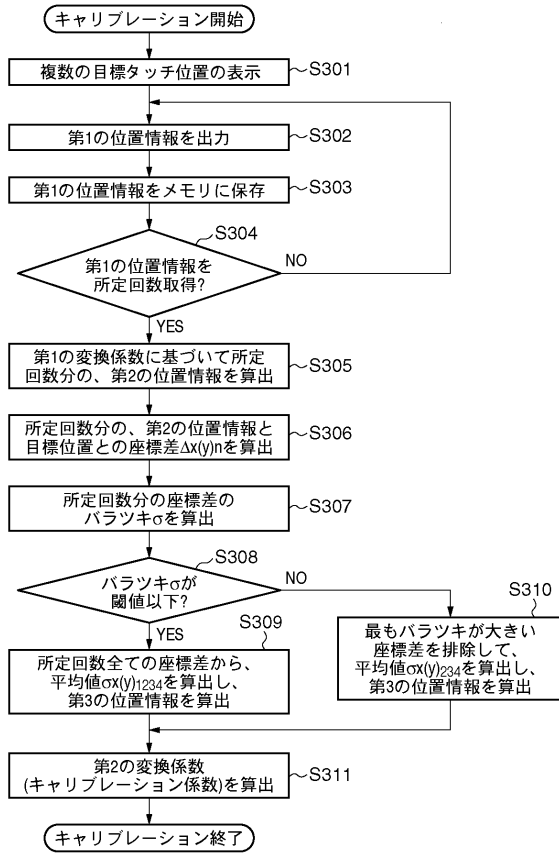 キャリブレーション開始
複数の目標タッチ位置の表示
S301
第1の位置情報を出力
S302
第1の位置情報をメモリに保存
S303
S304
第1の位置情報を
所定回数取得?
NO
YES
第1の変換係数に基づいて所定
回数分の、第2の位置情報を算出
S305
所定回数分の、第2の位置情報と
目標位置との座標差Δx(y)nを算出
S306
所定回数分の座標差の
バラツキσを算出
S307
S308
バラツキσが
閾値以下?
NO
YES
S309
所定回数全ての座標差から、
平均値σx(y)1234を算出し、
第3の位置情報を算出
S310
最もバラツキが大きい
座標差を排除して、
平均値σx(y)234を算出し、
第3の位置情報を算出
第2の変換係数
(キャリブレーション係数)を算出
S311
キャリブレーション終了